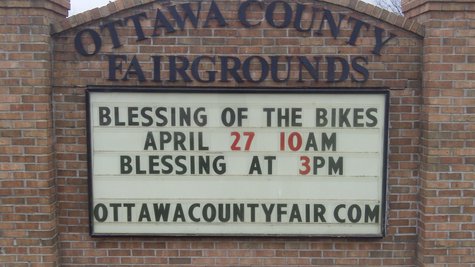 OTTAWA COUNTY
FAIRGROUNDS
BLESSING OF THE BIKES
APRIL 27 10AM
BLESSING AT 3PM
OTTAWACOUNTYFAIR COM